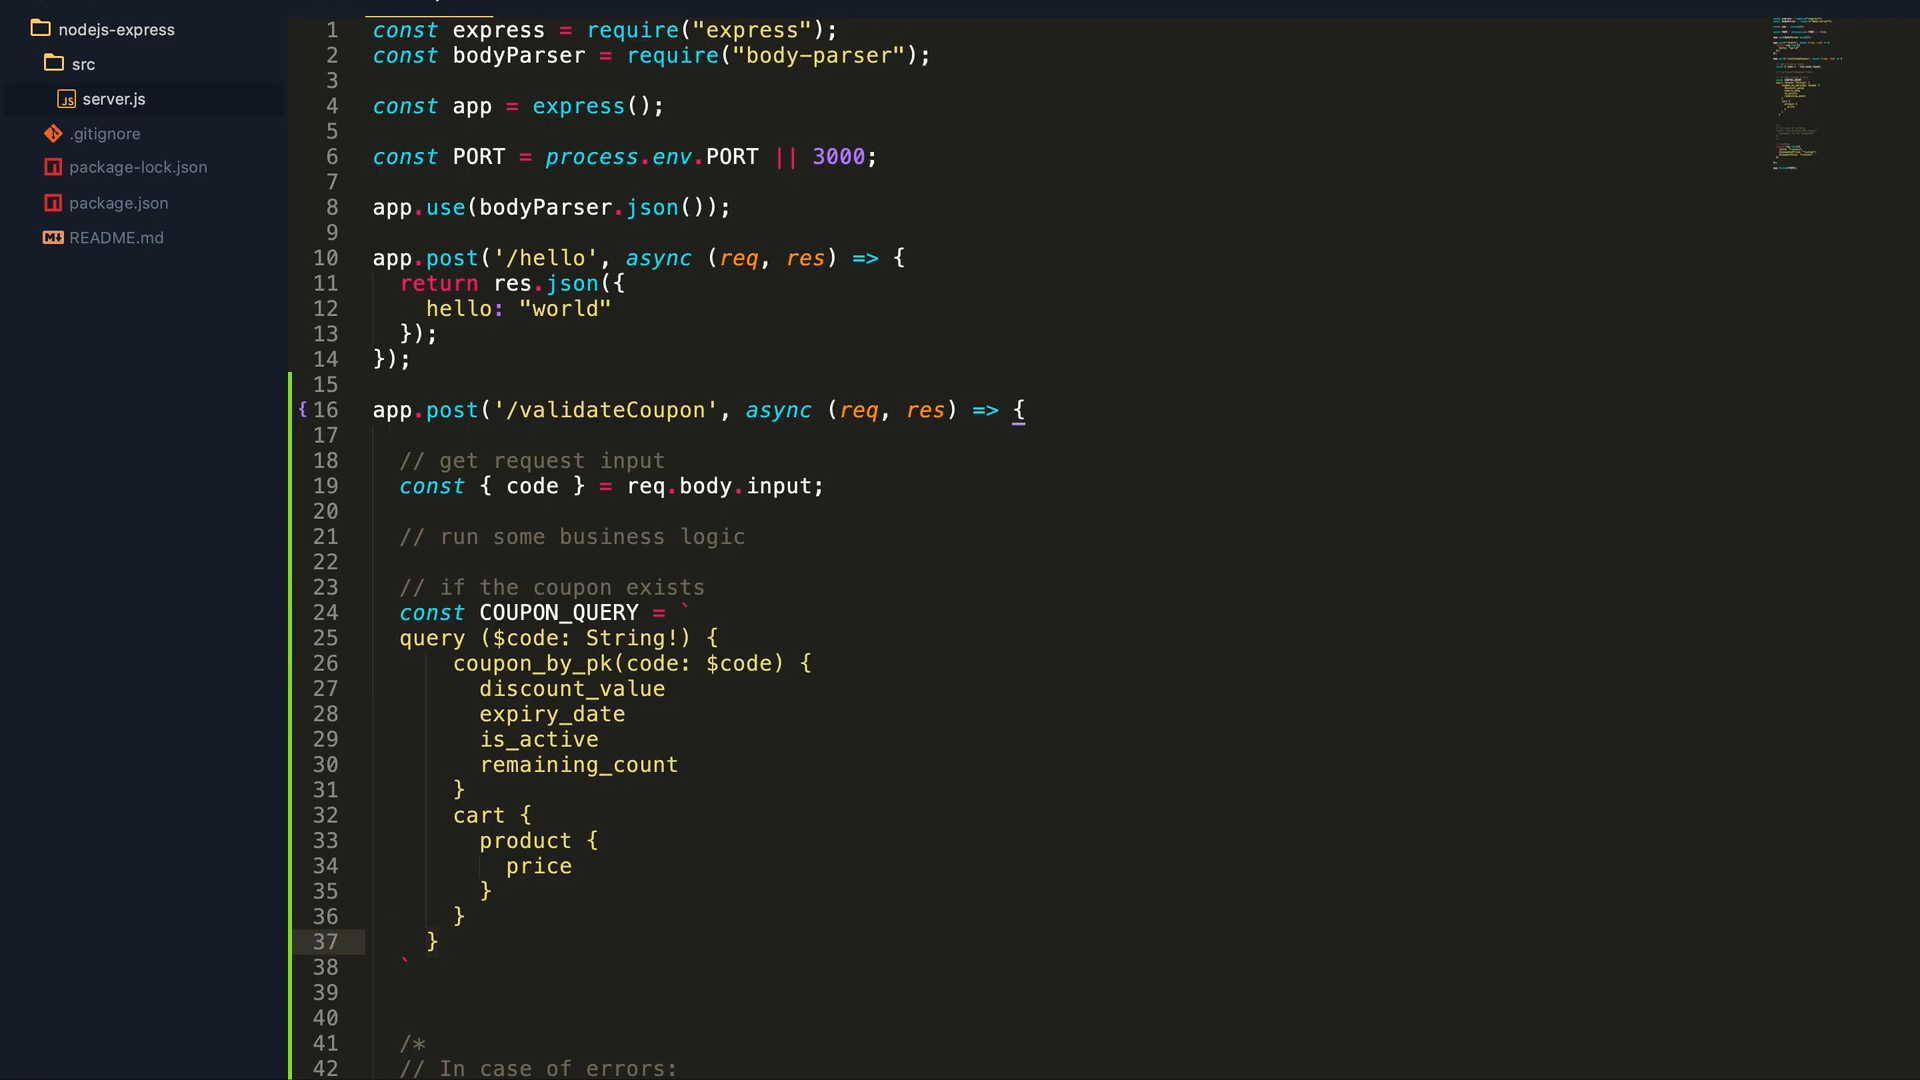 nodejs-express
src
server.js
.gitignore
package-lock.json
package.json
README.md
1 const express = require("express");
2 const bodyParser = require("body-parser");
3
4 const app = express();
5
6 const PORT = process.env.PORT || 3000;
7
8 app.use(bodyParser.json());
9
10 app.post('/hello', async (req, res) => {
11 return res.json({
12 hello: "world"
13 });
14 });
15
{ 16 app.post('/validateCoupon', async (req, res) => {
17
18 // get request input
19 const { code } = req.body.input;
20
21 // run some business logic
22
23 // if the coupon exists
24 const COUPON_QUERY = `
25 query ($code: String!) {
26 coupon_by_pk(code: $code) {
27 discount_value
28 expiry_date
29 is_active
30 remaining_count
31 }
32 cart {
33 product {
34 price
35 }
36 }
37 }
38 `
39
40
41 /*
42 // In case of errors: